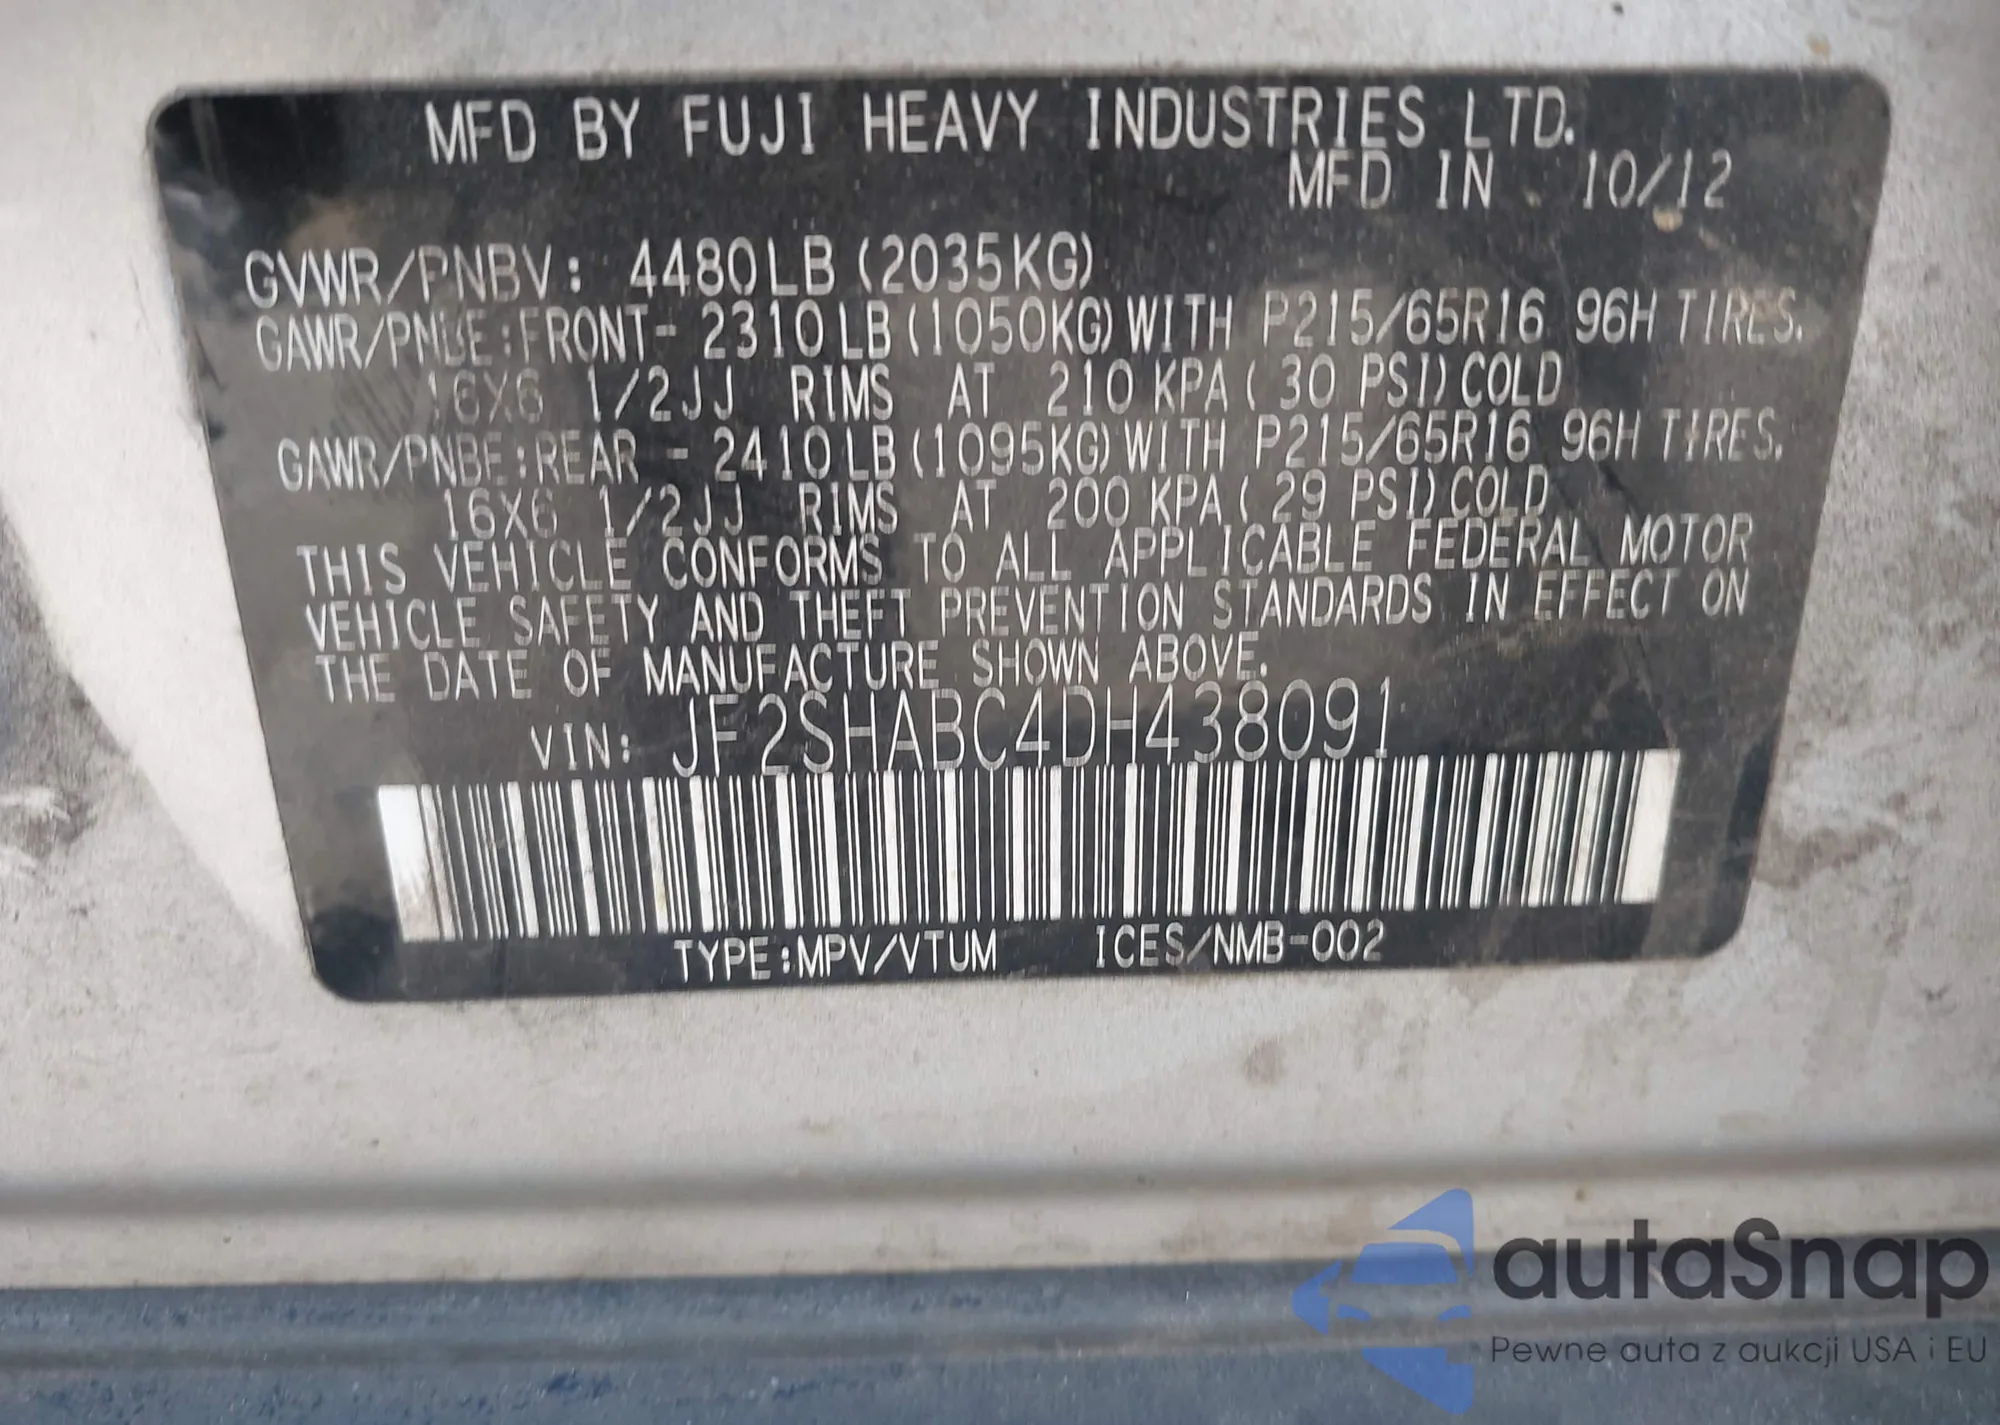 MFD BY FUJI HEAVY INDUSTRIES LTD.
MFD IN 10/12
GVWR/PNBV: 4480LB(2035KG)
GAWR/PNBE:FRONT- 2310LB(1050KG)WITH P215/65R16 96H TIRES.
16X6 1/2JJ RIMS AT 210 KPA( 30 PSI)COLD
GAWR/PNBE:REAR - 2410LB(1095KG)WITH P215/65R16 96H TIRES.
16X6 1/2JJ RIMS AT 200 KPA( 29 PSI)COLD
THIS VEHICLE CONFORMS TO ALL APPLICABLE FEDERAL MOTOR
VEHICLE SAFETY AND THEFT PREVENTION STANDARDS IN EFFECT ON
THE DATE OF MANUFACTURE SHOWN ABOVE.
VIN: JF2SHABC4DH438091
TYPE:MPV/VTUM ICES/NMB-002
autaSnap
Pewne auta z aukcji USA i EU